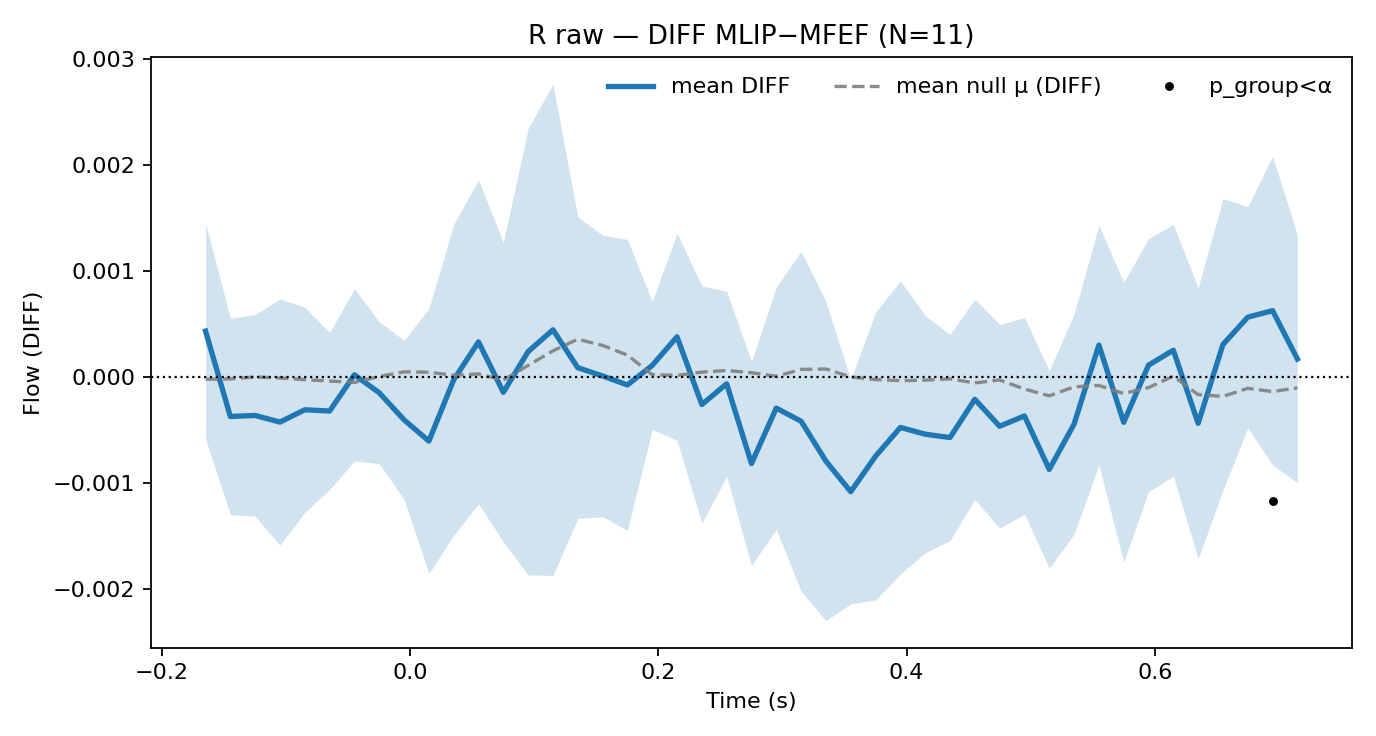 R raw — DIFF MLIP−MFEF (N=11)
mean DIFF
mean null μ (DIFF)
p_group<α
Flow (DIFF)
0.003
0.002
0.001
0.000
−0.001
−0.002
−0.2
0.0
0.2
0.4
0.6
Time (s)